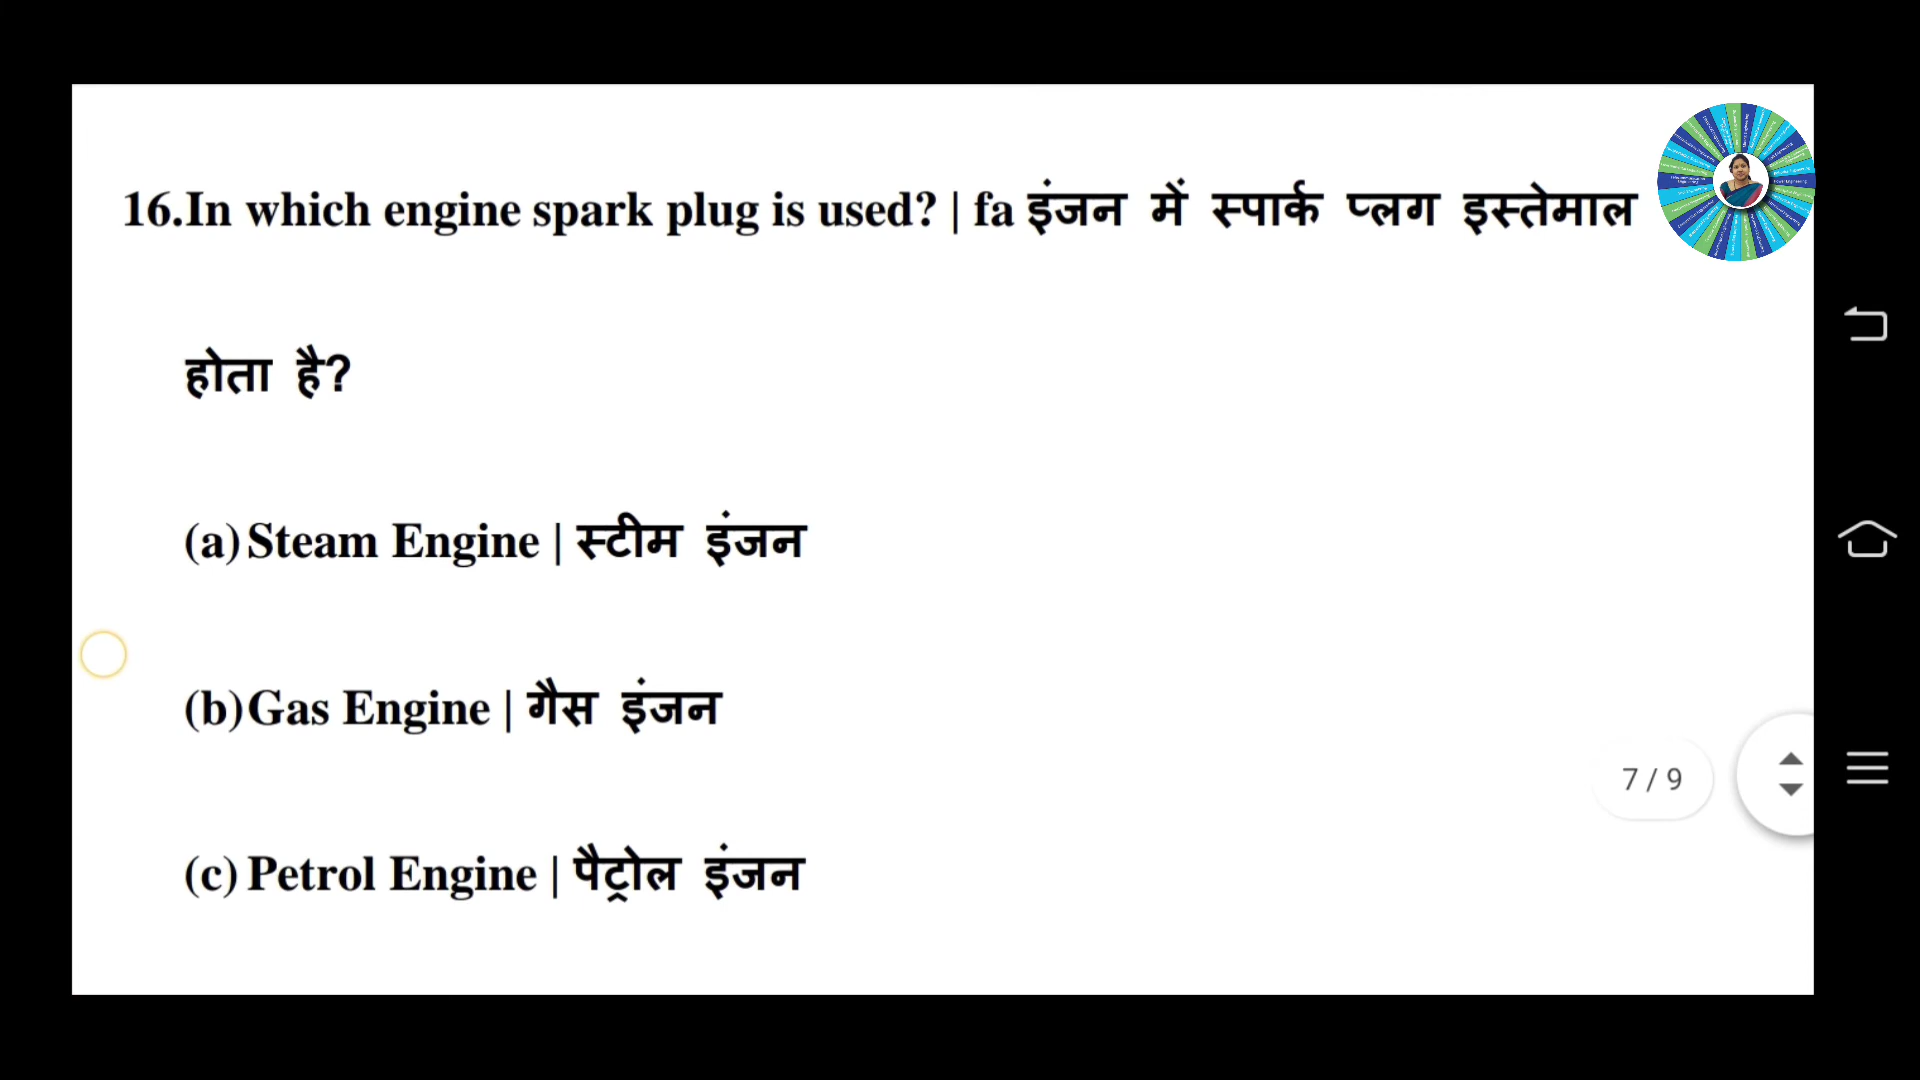 16.In which engine spark plug is used? | fa इंजन में स्पार्क प्लग इस्तेमाल
होता है?
(a) Steam Engine | स्टीम इंजन
(b) Gas Engine | गैस इंजन
7 / 9
(c) Petrol Engine | पैट्रोल इंजन